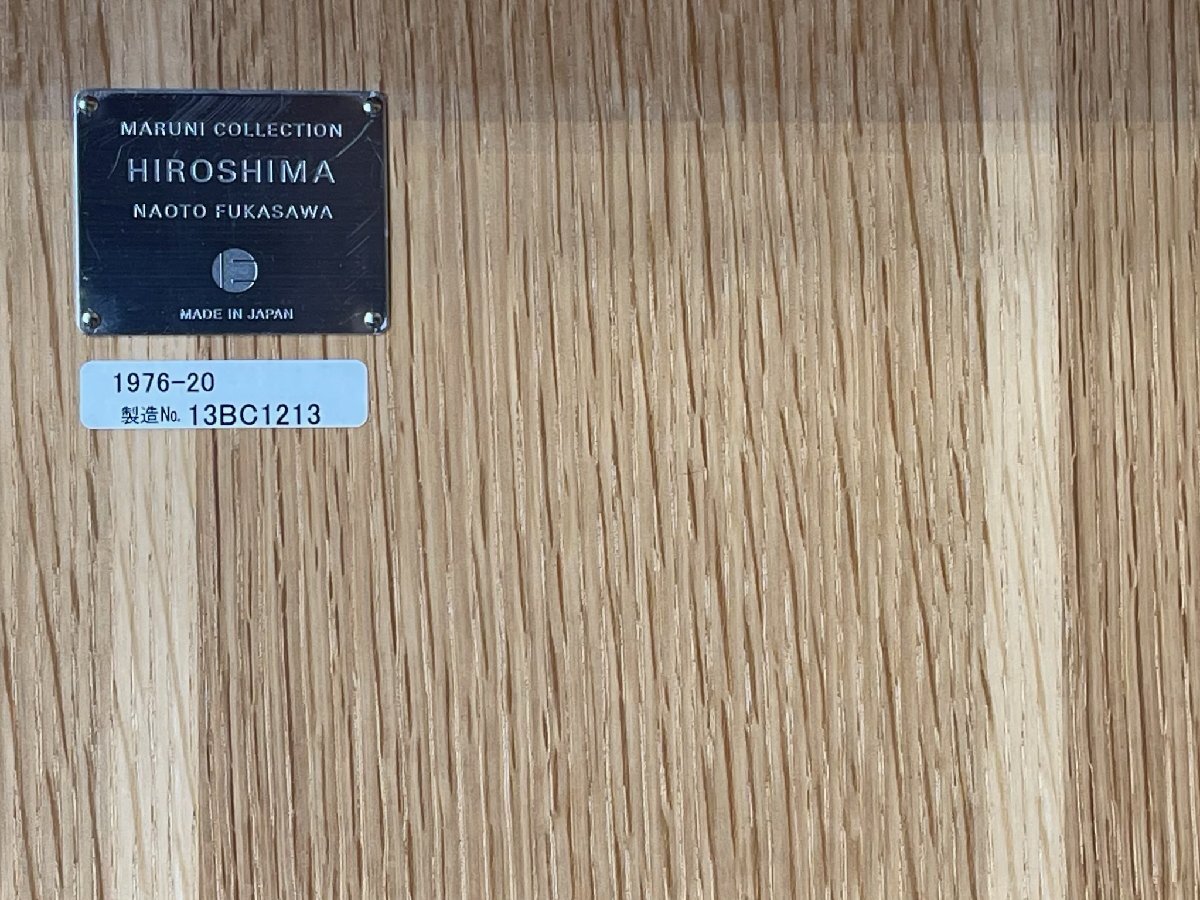 MARUNI COLLECTION
HIROSHIMA
NAOTO FUKASAWA
MADE IN JAPAN
1976-20
製造№ 13BC1213